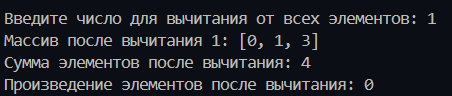 Введите число для вычитания от всех элементов: 1
Массив после вычитания 1: [0, 1, 3]
Сумма элементов после вычитания: 4
Произведение элементов после вычитания: 0